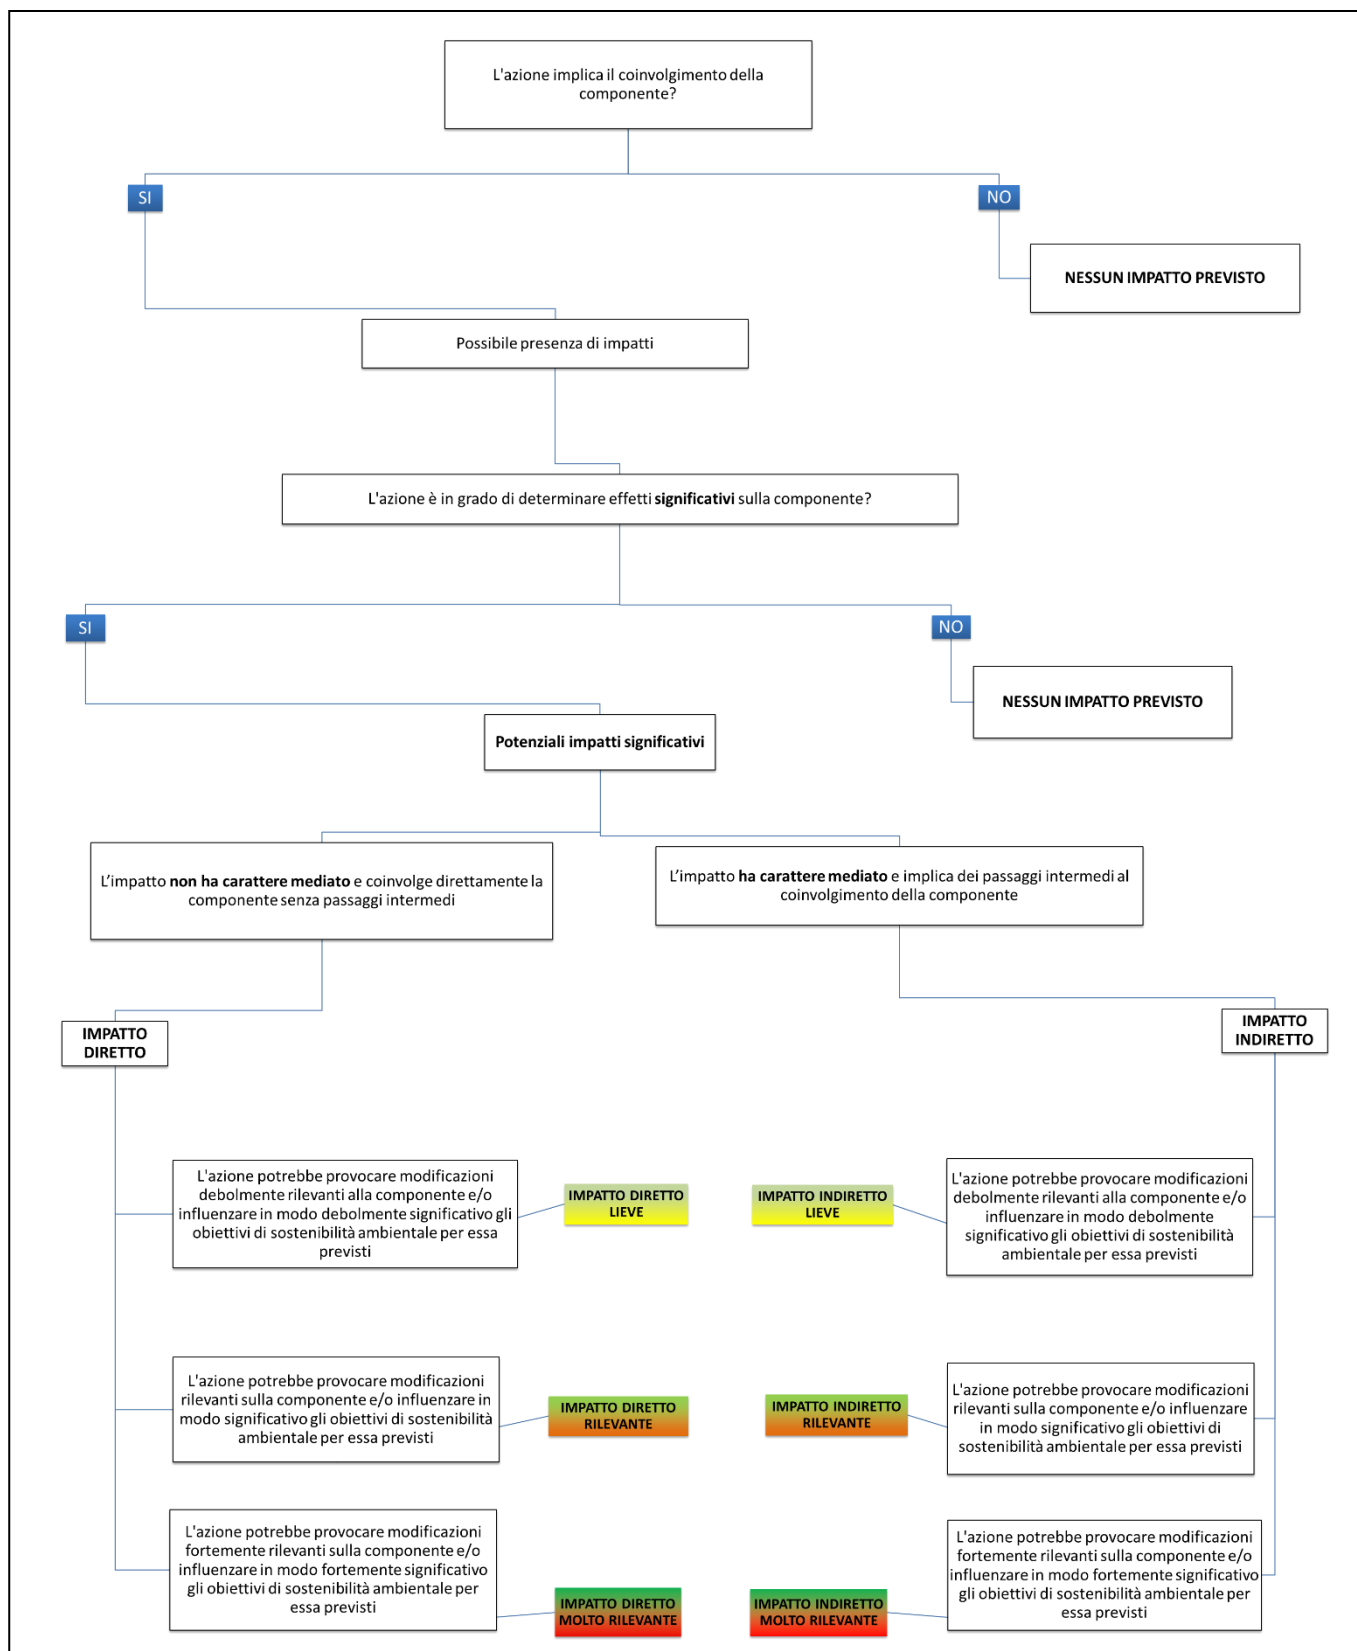 L'azione implica il coinvolgimento della
componente?
SI
NO
NESSUN IMPATTO PREVISTO
Possibile presenza di impatti
L'azione è in grado di determinare effetti significativi sulla componente?
SI
NO
NESSUN IMPATTO PREVISTO
Potenziali impatti significativi
L’impatto non ha carattere mediato e coinvolge direttamente la
componente senza passaggi intermedi
L’impatto ha carattere mediato e implica dei passaggi intermedi al
coinvolgimento della componente
IMPATTO
DIRETTO
IMPATTO
INDIRETTO
L'azione potrebbe provocare modificazioni
debolmente rilevanti alla componente e/o
influenzare in modo debolmente significativo gli
obiettivi di sostenibilità ambientale per essa
previsti
IMPATTO DIRETTO
LIEVE
IMPATTO INDIRETTO
LIEVE
L'azione potrebbe provocare modificazioni
debolmente rilevanti alla componente e/o
influenzare in modo debolmente
significativo gli obiettivi di sostenibilità
ambientale per essa previsti
L'azione potrebbe provocare modificazioni
rilevanti sulla componente e/o influenzare in
modo significativo gli obiettivi di sostenibilità
ambientale per essa previsti
IMPATTO DIRETTO
RILEVANTE
IMPATTO INDIRETTO
RILEVANTE
L'azione potrebbe provocare modificazioni
rilevanti sulla componente e/o influenzare
in modo significativo gli obiettivi di
sostenibilità ambientale per essa previsti
L'azione potrebbe provocare modificazioni
fortemente rilevanti sulla componente e/o
influenzare in modo fortemente significativo
gli obiettivi di sostenibilità ambientale per
essa previsti
IMPATTO DIRETTO
MOLTO RILEVANTE
IMPATTO INDIRETTO
MOLTO RILEVANTE
L'azione potrebbe provocare modificazioni
fortemente rilevanti sulla componente e/o
influenzare in modo fortemente significativo
gli obiettivi di sostenibilità ambientale per
essa previsti